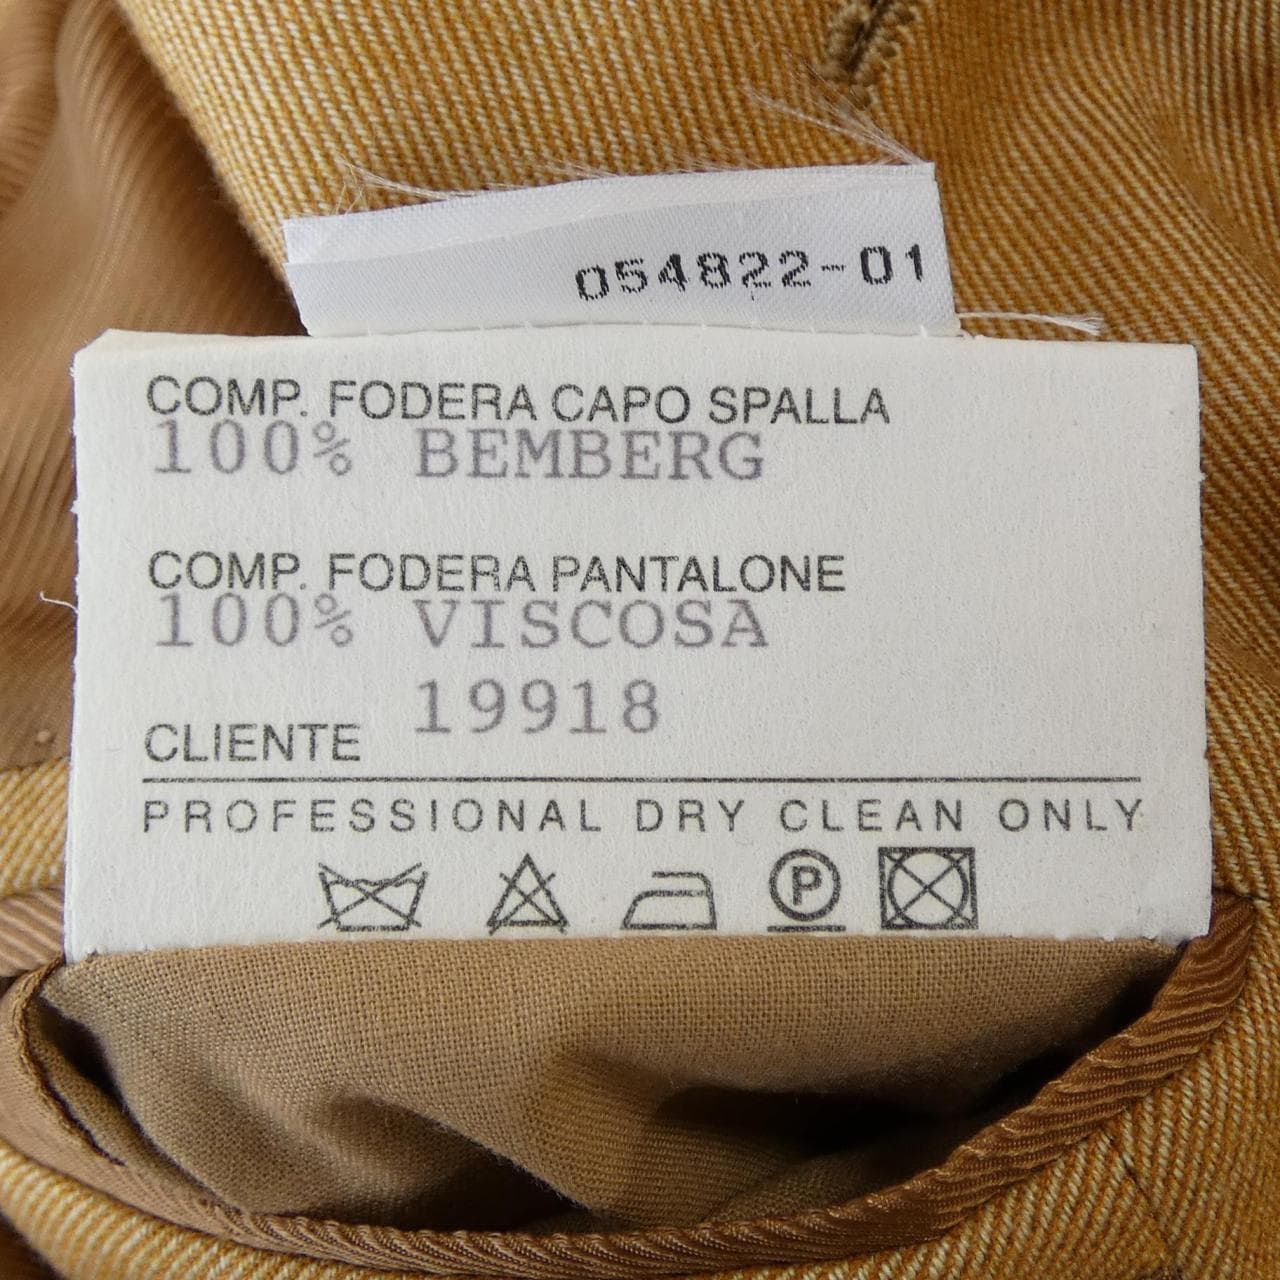 054822-01
COMP. FODERA CAPO SPALLA
100% BEMBERG
COMP. FODERA PANTALONE
100% VISCOSA
19918
CLIENTE
PROFESSIONAL DRY CLEAN ONLY
P